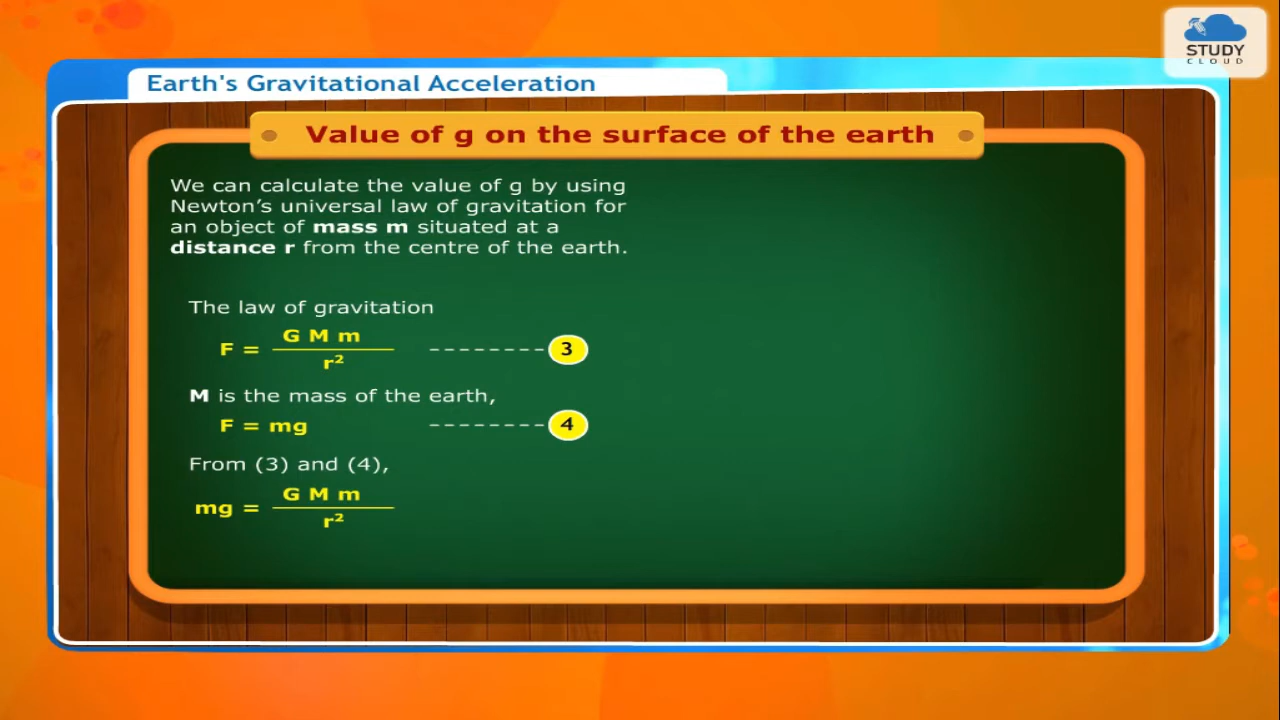 STUDY
CLOUD
Earth's Gravitational Acceleration
Value of g on the surface of the earth
We can calculate the value of g by using
Newton’s universal law of gravitation for
an object of mass m situated at a
distance r from the centre of the earth.
The law of gravitation
F = G M m / r² -------- 3
M is the mass of the earth,
F = mg -------- 4
From (3) and (4),
mg = G M m / r²